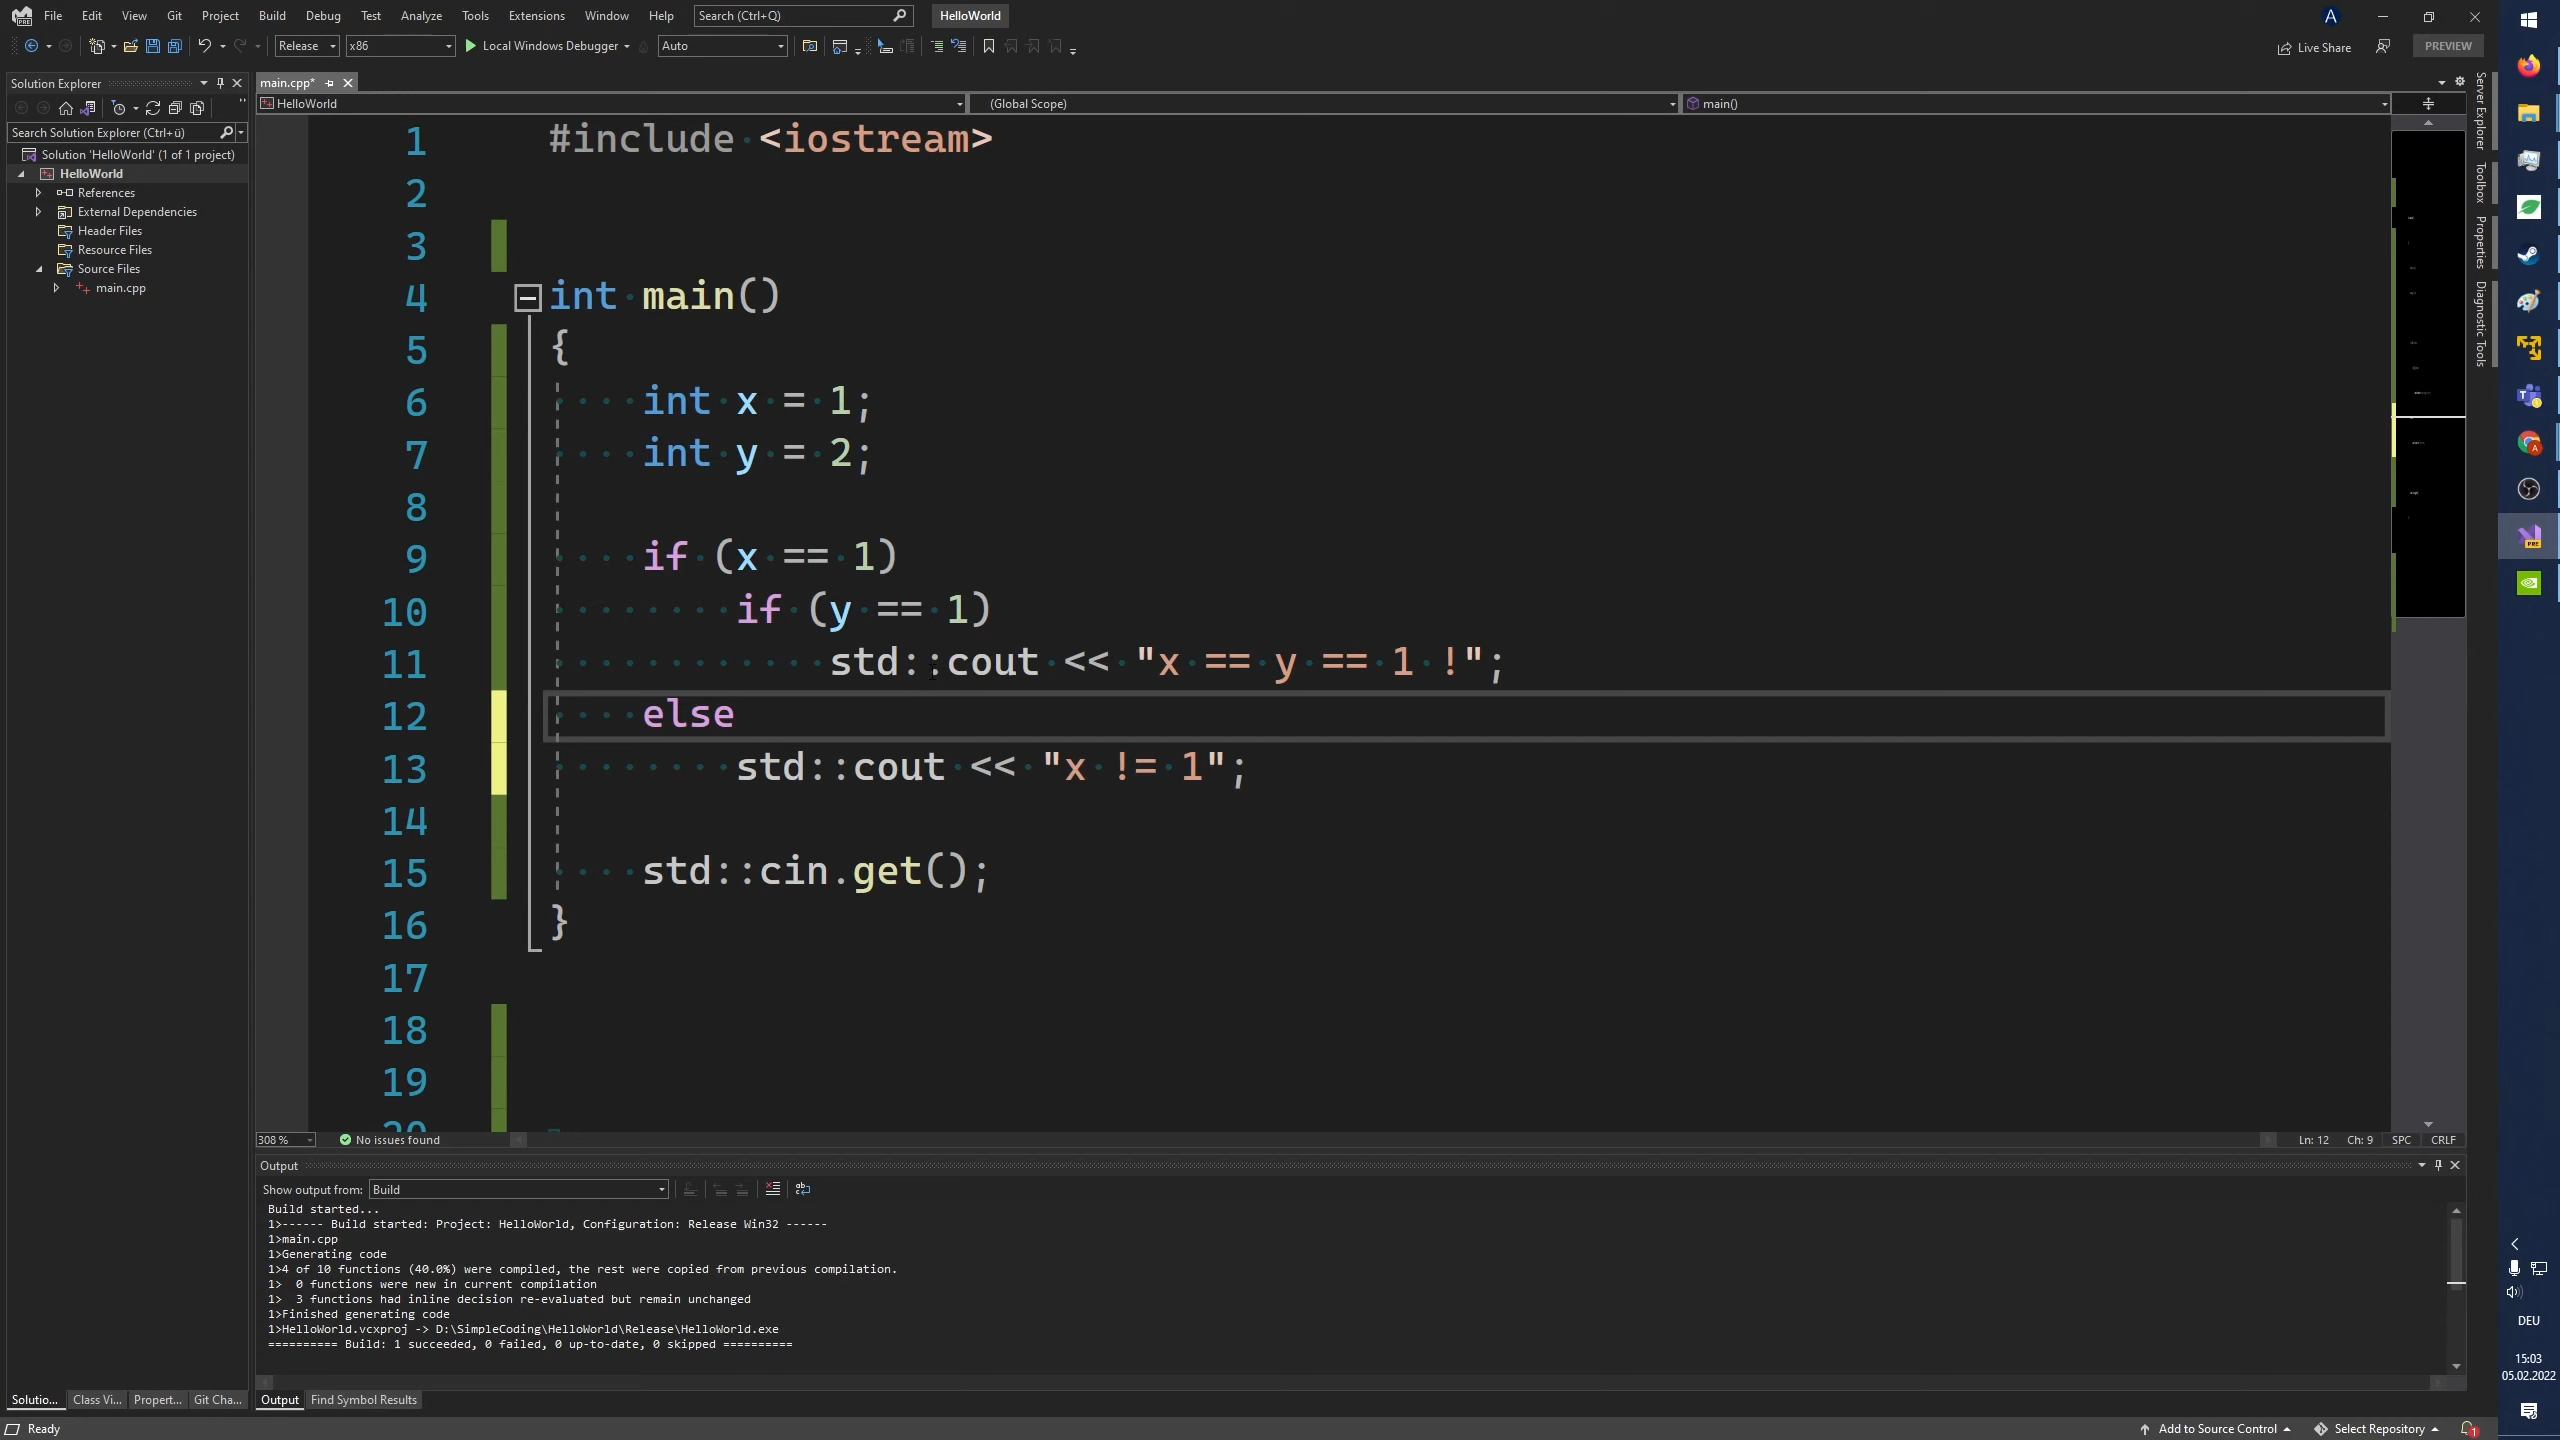 File Edit View Git Project Build Debug Test Analyze Tools Extensions Window Help Search (Ctrl+Q) HelloWorld A
Release x86 Local Windows Debugger Auto Live Share PREVIEW
Solution Explorer
Search Solution Explorer (Ctrl+ü)
Solution 'HelloWorld' (1 of 1 project)
HelloWorld
References
External Dependencies
Header Files
Resource Files
Source Files
main.cpp
main.cpp*
HelloWorld (Global Scope) main()
1 #include <iostream>
2
3
4 int main()
5 {
6 int x = 1;
7 int y = 2;
8
9 if (x == 1)
10 if (y == 1)
11 std::cout << "x == y == 1 !";
12 else
13 std::cout << "x != 1";
14
15 std::cin.get();
16 }
17
18
19
20
308 % No issues found Ln: 12 Ch: 9 SPC CRLF
Output
Show output from: Build
Build started...
1>------ Build started: Project: HelloWorld, Configuration: Release Win32 ------
1>main.cpp
1>Generating code
1>4 of 10 functions (40.0%) were compiled, the rest were copied from previous compilation.
1>  0 functions were new in current compilation
1>  3 functions had inline decision re-evaluated but remain unchanged
1>Finished generating code
1>HelloWorld.vcxproj -> D:\SimpleCoding\HelloWorld\Release\HelloWorld.exe
========== Build: 1 succeeded, 0 failed, 0 up-to-date, 0 skipped ==========
Solutio... Class Vi... Propert... Git Cha... Output Find Symbol Results
Ready Add to Source Control Select Repository 1
Server Explorer
Toolbox
Properties
Diagnostic Tools
PRE
DEU
15:03
05.02.2022